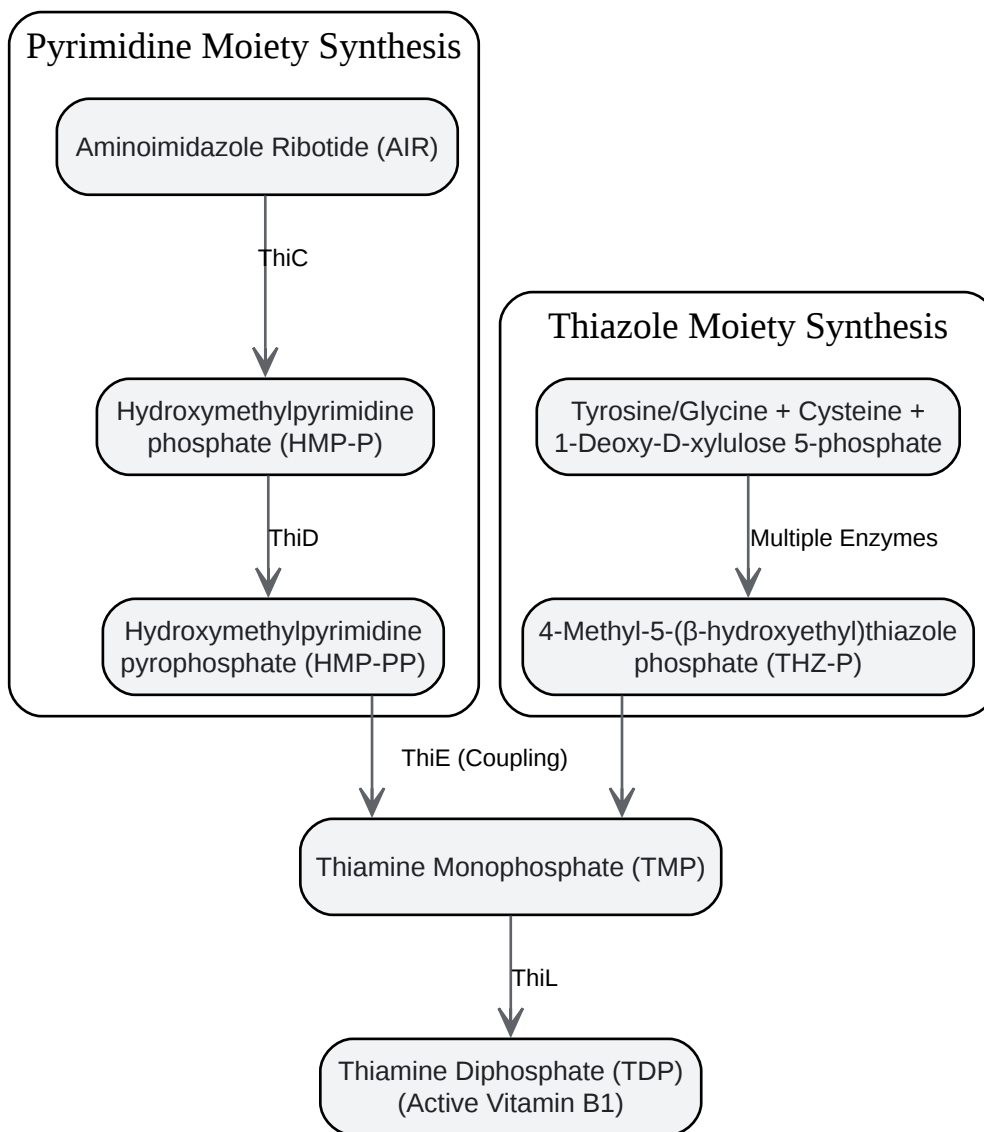 Pyrimidine Moiety Synthesis
Aminoimidazole Ribotide (AIR)
ThiC
Hydroxymethylpyrimidine
phosphate (HMP-P)
ThiD
Hydroxymethylpyrimidine
pyrophosphate (HMP-PP)
Thiazole Moiety Synthesis
Tyrosine/Glycine + Cysteine +
1-Deoxy-D-xylulose 5-phosphate
Multiple Enzymes
4-Methyl-5-(β-hydroxyethyl)thiazole
phosphate (THZ-P)
ThiE (Coupling)
Thiamine Monophosphate (TMP)
ThiL
Thiamine Diphosphate (TDP)
(Active Vitamin B1)